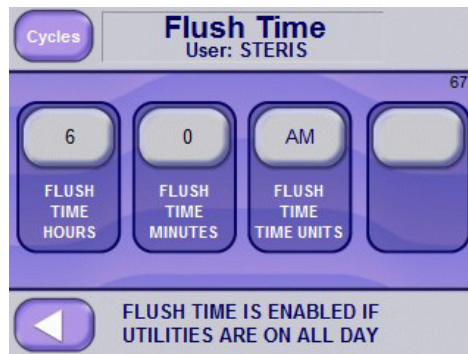 Cycles
Flush Time
User: STERIS
67
6
0
AM
FLUSH
TIME
HOURS
FLUSH
TIME
MINUTES
FLUSH
TIME
TIME UNITS
FLUSH TIME IS ENABLED IF
UTILITIES ARE ON ALL DAY